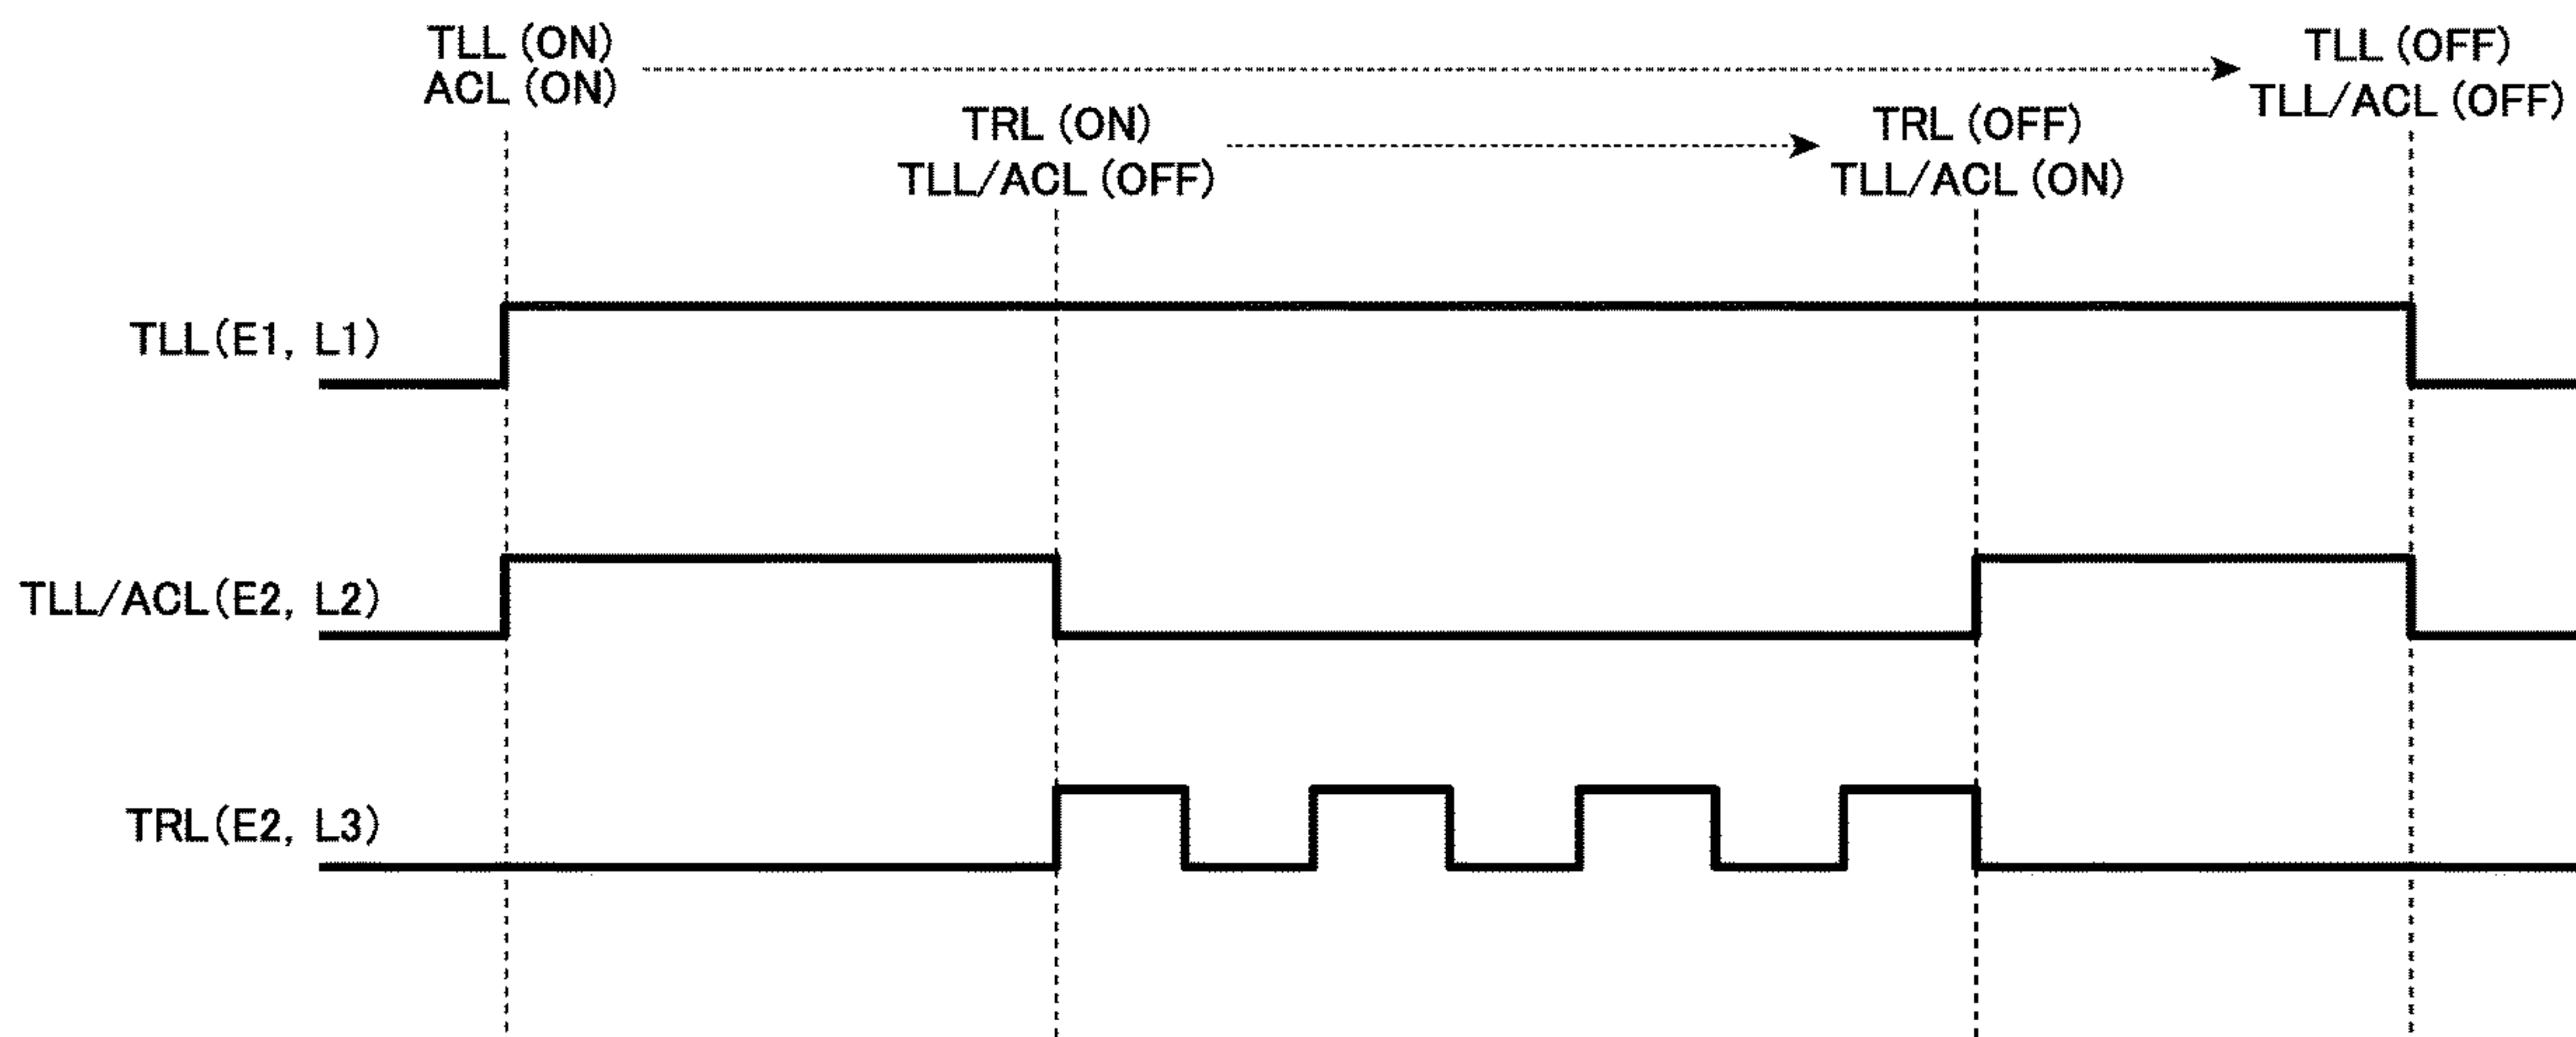 TLL (ON)
ACL (ON)
TLL (OFF)
TLL/ACL (OFF)
TRL (ON)
TLL/ACL (OFF)
TRL (OFF)
TLL/ACL (ON)
TLL(E1, L1)
TLL/ACL(E2, L2)
TRL(E2, L3)